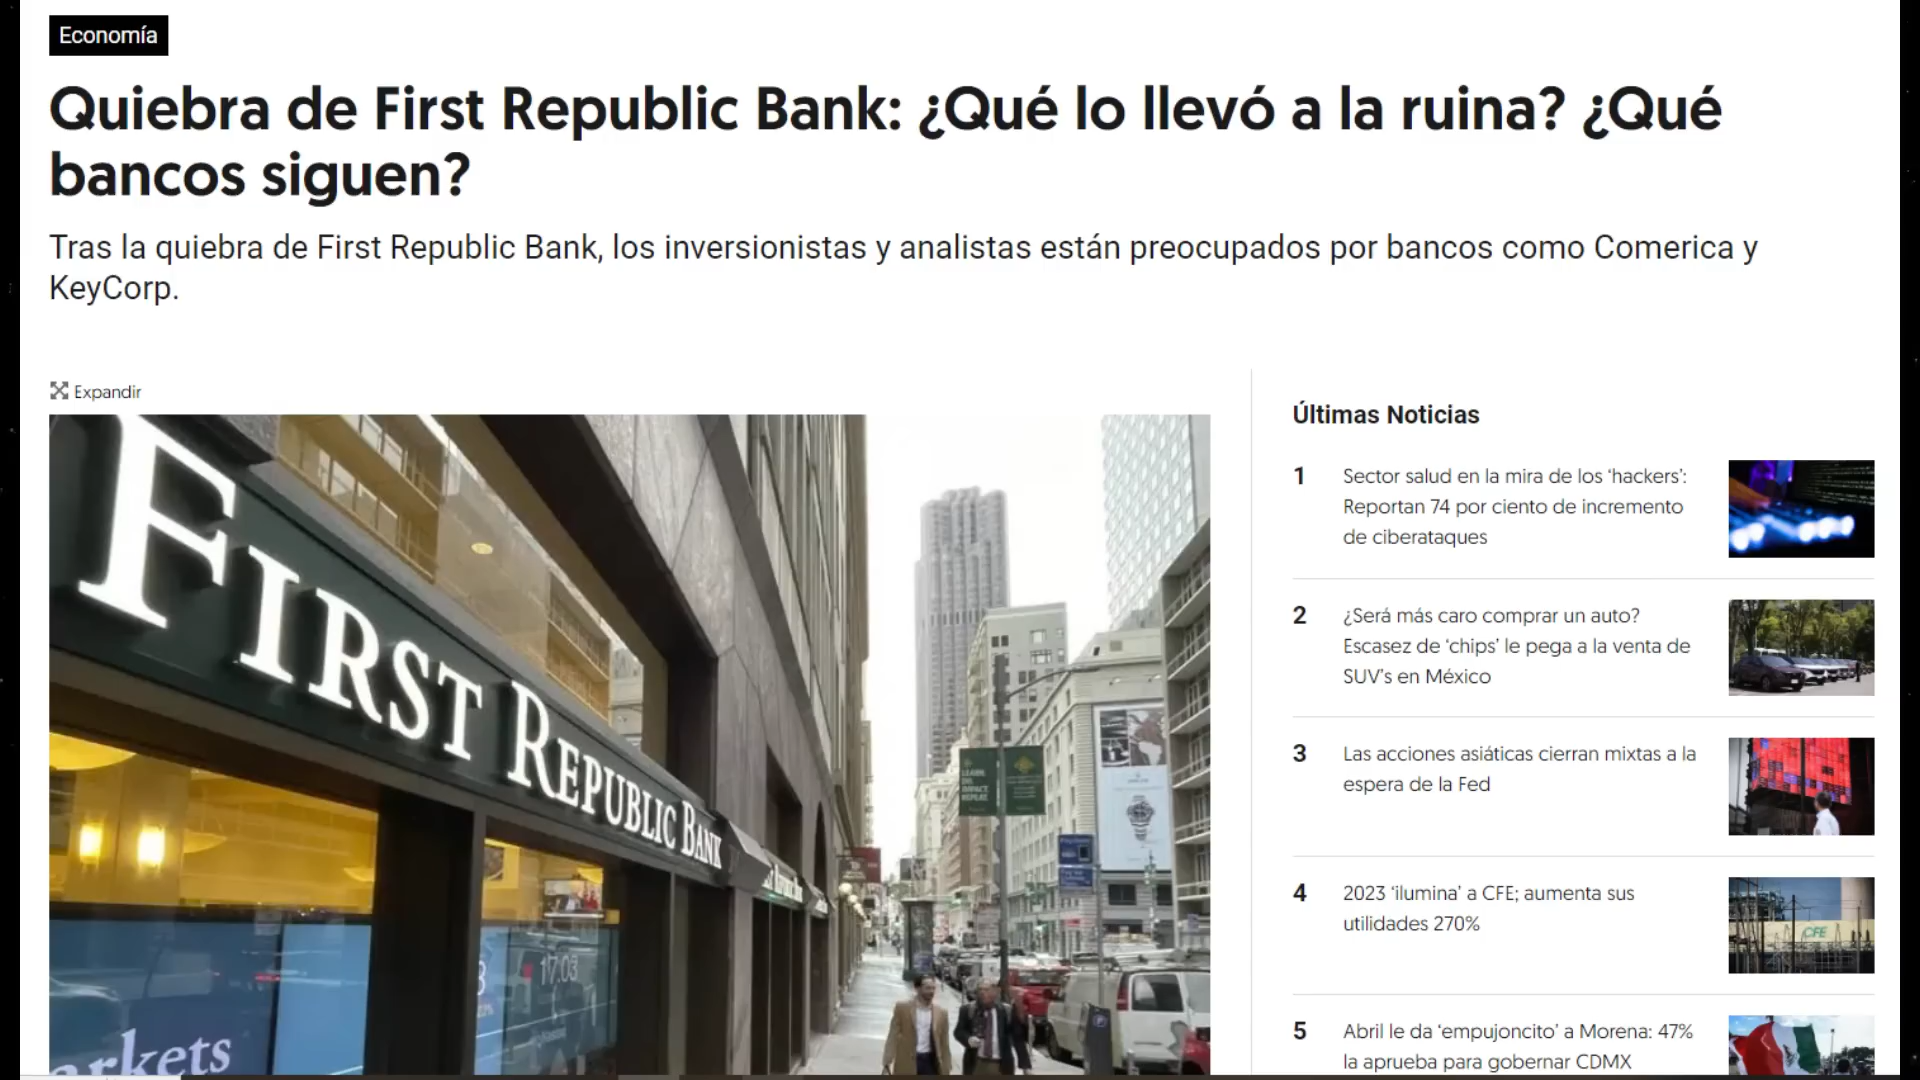 Economía
Quiebra de First Republic Bank: ¿Qué lo llevó a la ruina? ¿Qué
bancos siguen?
Tras la quiebra de First Republic Bank, los inversionistas y analistas están preocupados por bancos como Comerica y
KeyCorp.
Expandir
FIRST REPUBLIC BANK
17.03
rkets
Últimas Noticias
1 Sector salud en la mira de los ‘hackers’:
Reportan 74 por ciento de incremento
de ciberataques
2 ¿Será más caro comprar un auto?
Escasez de ‘chips’ le pega a la venta de
SUV’s en México
3 Las acciones asiáticas cierran mixtas a la
espera de la Fed
4 2023 ‘ilumina’ a CFE; aumenta sus
utilidades 270%
CFE
5 Abril le da ‘empujoncito’ a Morena: 47%
la aprueba para gobernar CDMX